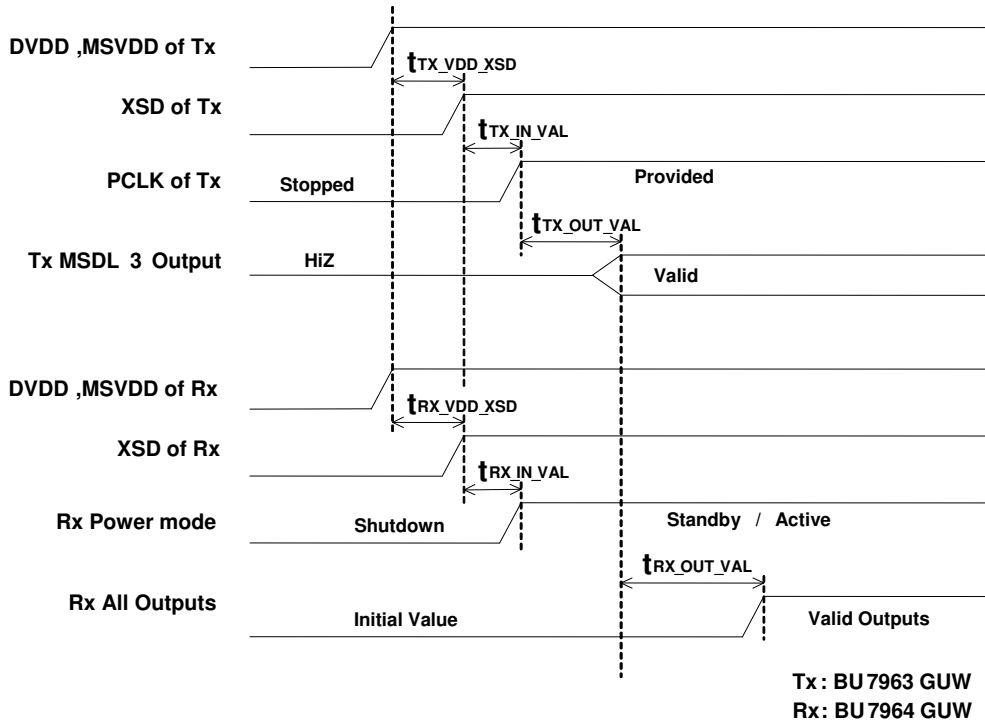 DVDD ,MSVDD of Tx
tTX_VDD_XSD
XSD of Tx
tTX_IN_VAL
PCLK of Tx
Stopped
Provided
tTX_OUT_VAL
Tx MSDL 3 Output
HiZ
Valid
DVDD ,MSVDD of Rx
tRX_VDD_XSD
XSD of Rx
tRX_IN_VAL
Rx Power mode
Shutdown
Standby / Active
tRX_OUT_VAL
Rx All Outputs
Initial Value
Valid Outputs
Tx : BU 7963 GUW
Rx : BU 7964 GUW